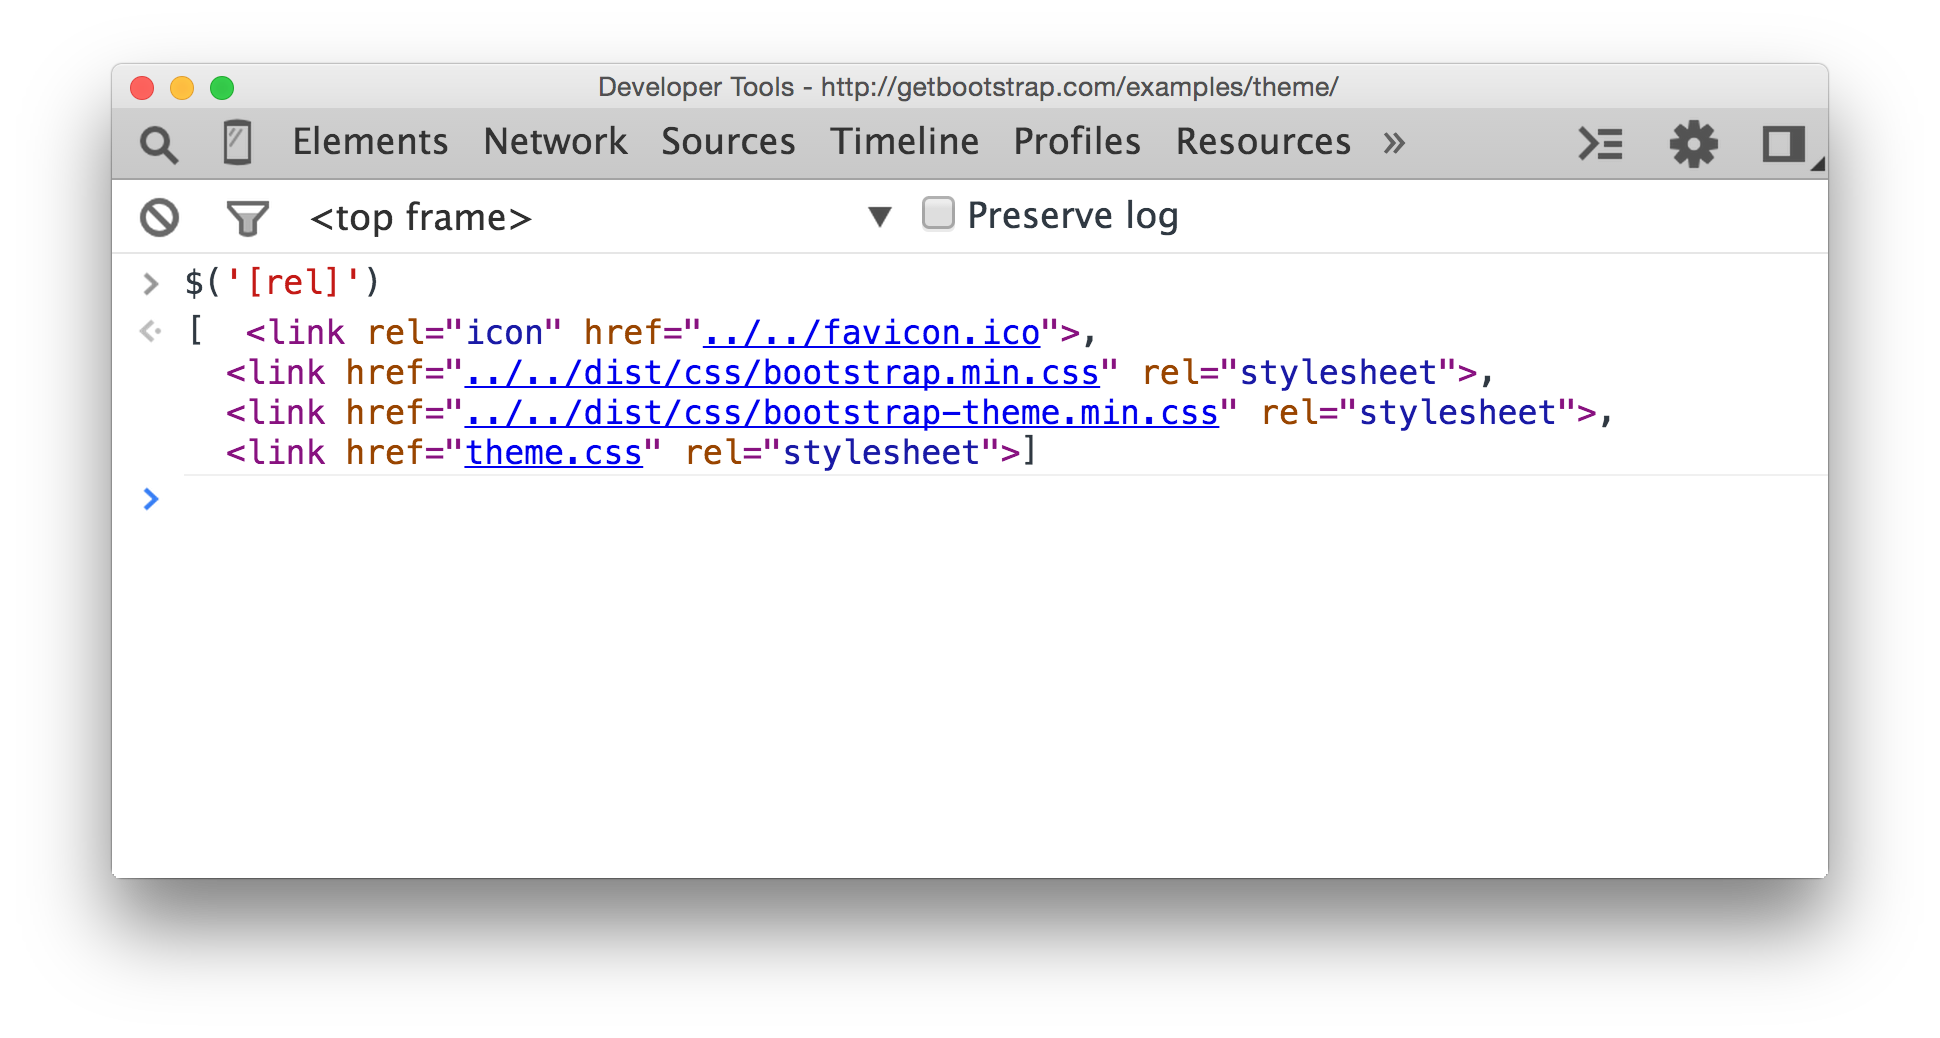 Developer Tools - http://getbootstrap.com/examples/theme/
Elements Network Sources Timeline Profiles Resources »
<top frame> ▼ Preserve log
> $('[rel]')
[ <link rel="icon" href="../../favicon.ico">,
<link href="../../dist/css/bootstrap.min.css" rel="stylesheet">,
<link href="../../dist/css/bootstrap-theme.min.css" rel="stylesheet">,
<link href="theme.css" rel="stylesheet">]
>